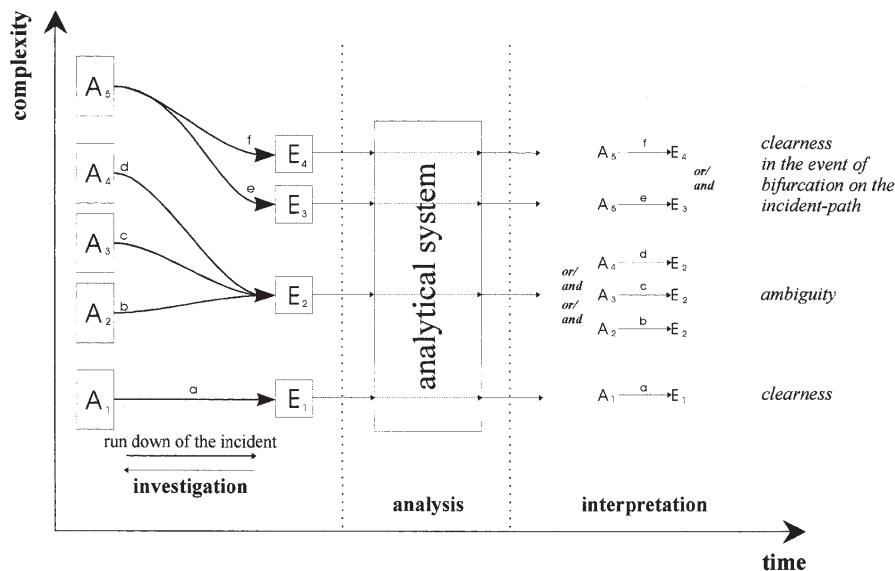 complexity
A5
A4
A3
A2
A1
f
e
d
c
b
a
E4
E3
E2
E1
run down of the incident
investigation
analytical system
analysis
A5 f E4
or/
and
A5 e E3
clearness
in the event of
bifurcation on the
incident-path
A4 d E2
or/
and
A3 c E2
or/
and
A2 b E2
ambiguity
A1 a E1
clearness
interpretation
time